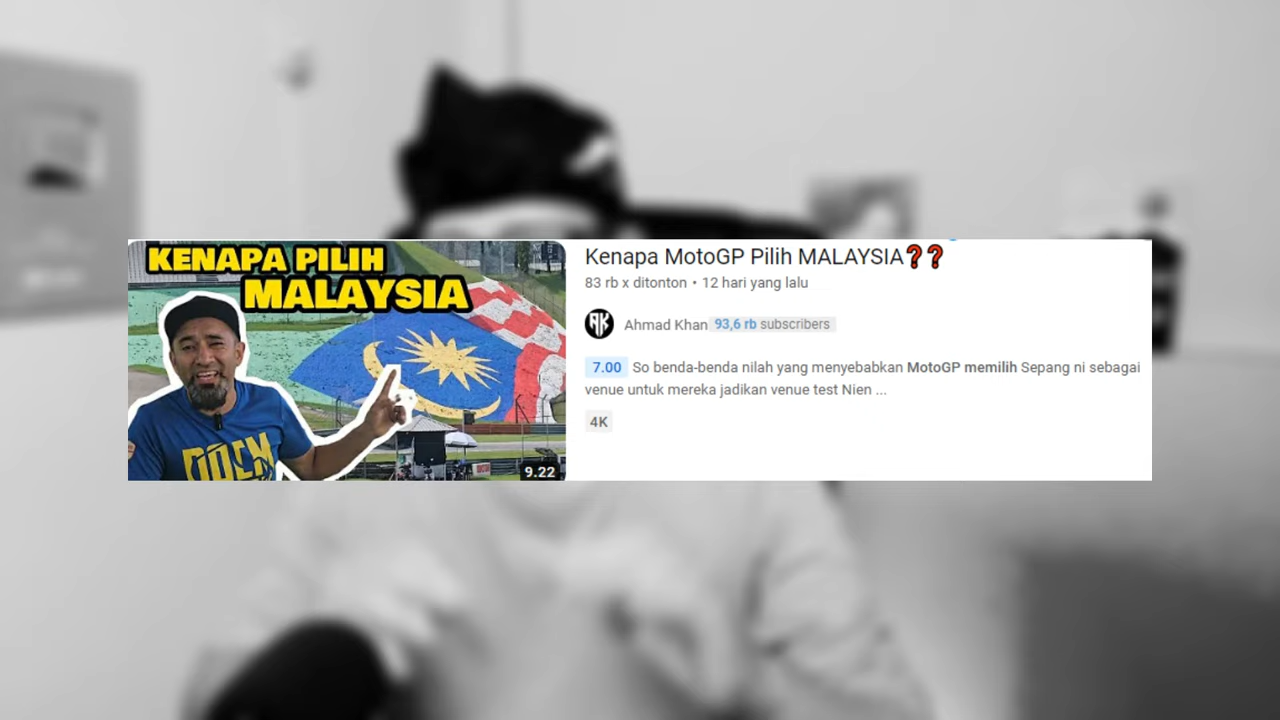 KENAPA PILIH
MALAYSIA
9.22
Kenapa MotoGP Pilih MALAYSIA❓❓
83 rb x ditonton • 12 hari yang lalu
AK
Ahmad Khan 93,6 rb subscribers
7.00 So benda-benda nilah yang menyebabkan MotoGP memilih Sepang ni sebagai
venue untuk mereka jadikan venue test Nien ...
4K